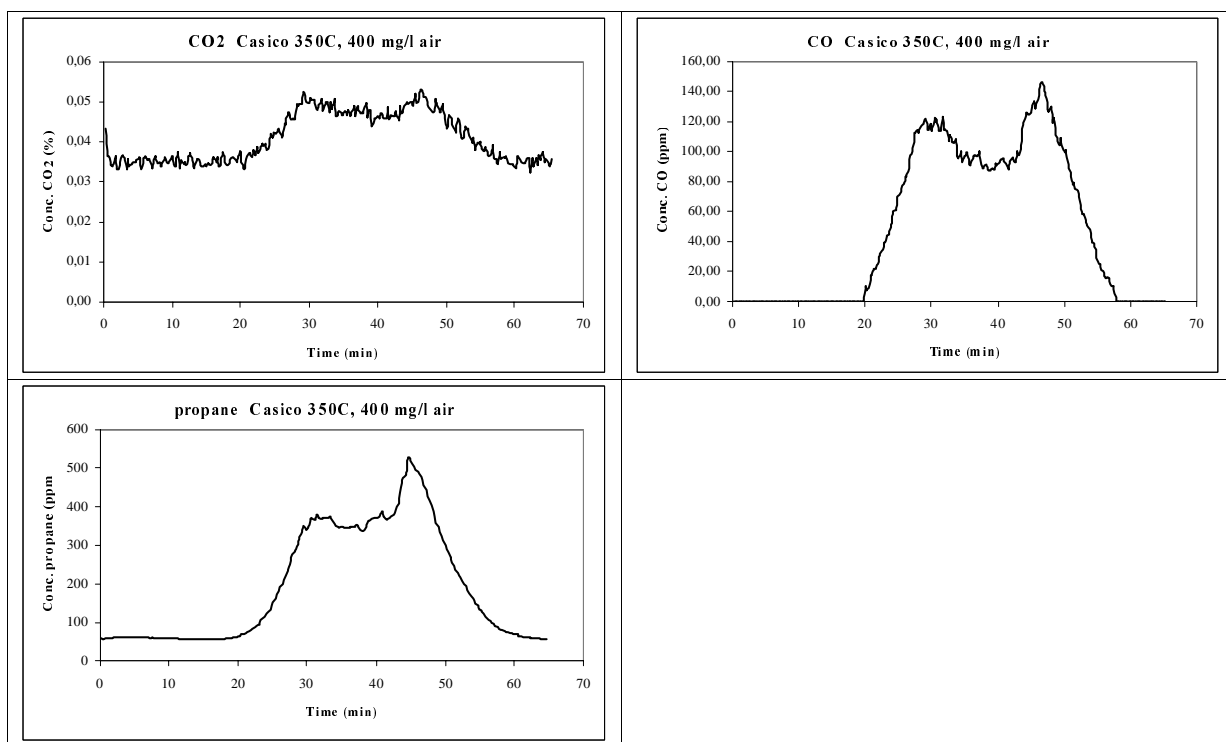 CO2 Casico 350C, 400 mg/l air
0,06
0,05
0,04
0,03
0,02
0,01
0,00
Conc. CO2 (%)
0 10 20 30 40 50 60 70
Time (min)
CO Casico 350C, 400 mg/l air
160,00
140,00
120,00
100,00
80,00
60,00
40,00
20,00
0,00
Conc. CO (ppm)
0 10 20 30 40 50 60 70
Time (min)
propane Casico 350C, 400 mg/l air
600
500
400
300
200
100
0
Conc. propane (ppm
0 10 20 30 40 50 60 70
Time (min)